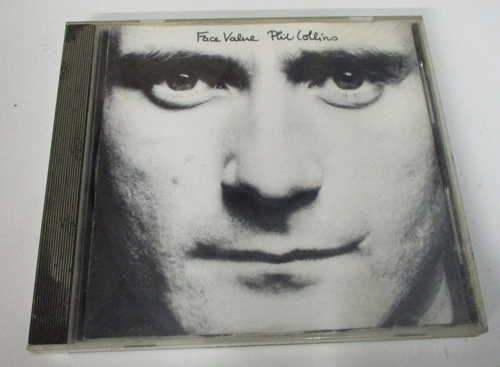 Face Value Phil Collins